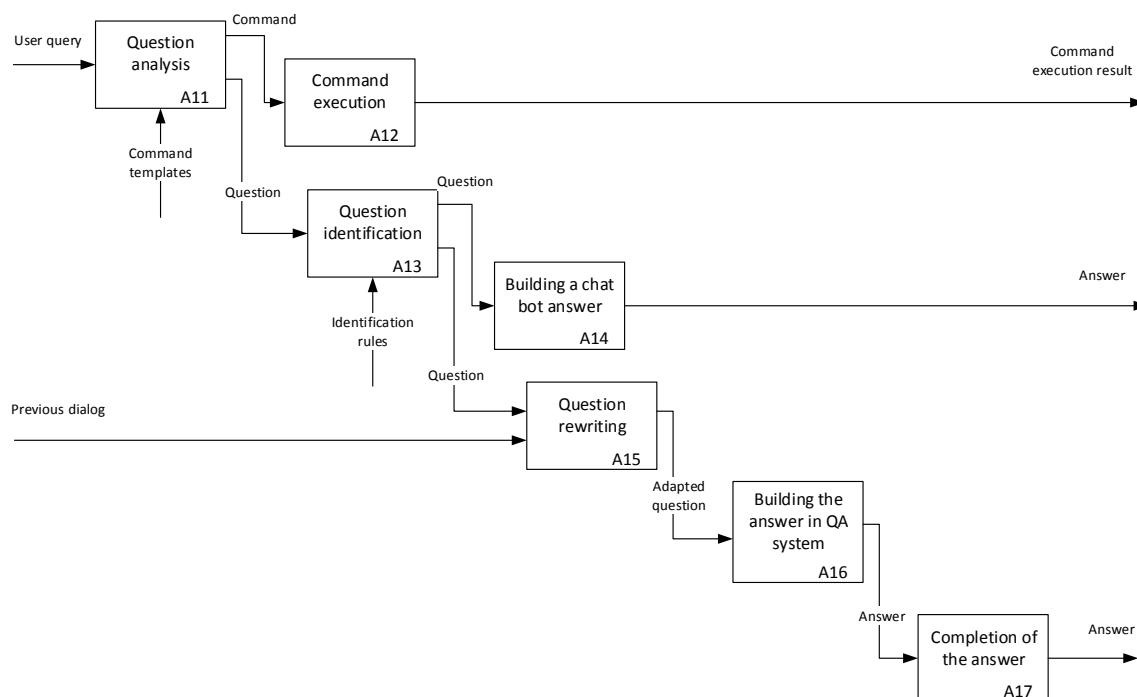 Command
User query
Question
analysis
A11
Command
execution
A12
Command
execution result
Command
templates
Question
Question
Question
identification
A13
Building a chat
bot answer
A14
Answer
Identification
rules
Question
Previous dialog
Question
rewriting
A15
Adapted
question
Building the
answer in QA
system
A16
Answer
Completion of
the answer
A17
Answer